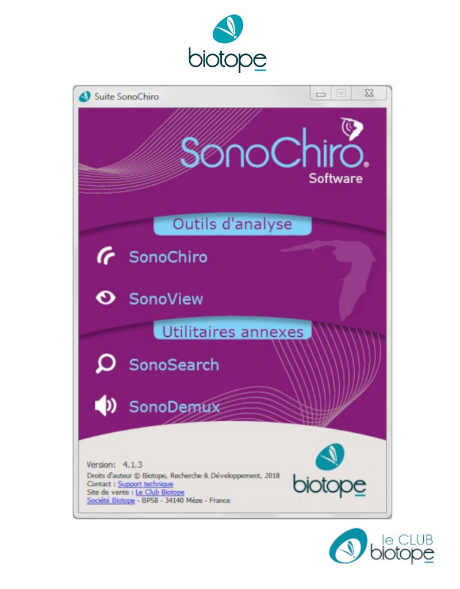 biotope
Suite SonoChiro
SonoChiro®
Software
Outils d'analyse
SonoChiro
SonoView
Utilitaires annexes
SonoSearch
SonoDemux
Version: 4.1.3
Droits d'auteur © Biotope, Recherche & Développement, 2018
Contact : Support technique
Site de vente : Le Club Biotope
Société Biotope - BP58 - 34140 Mèze - France
biotope
le CLUB
biotope